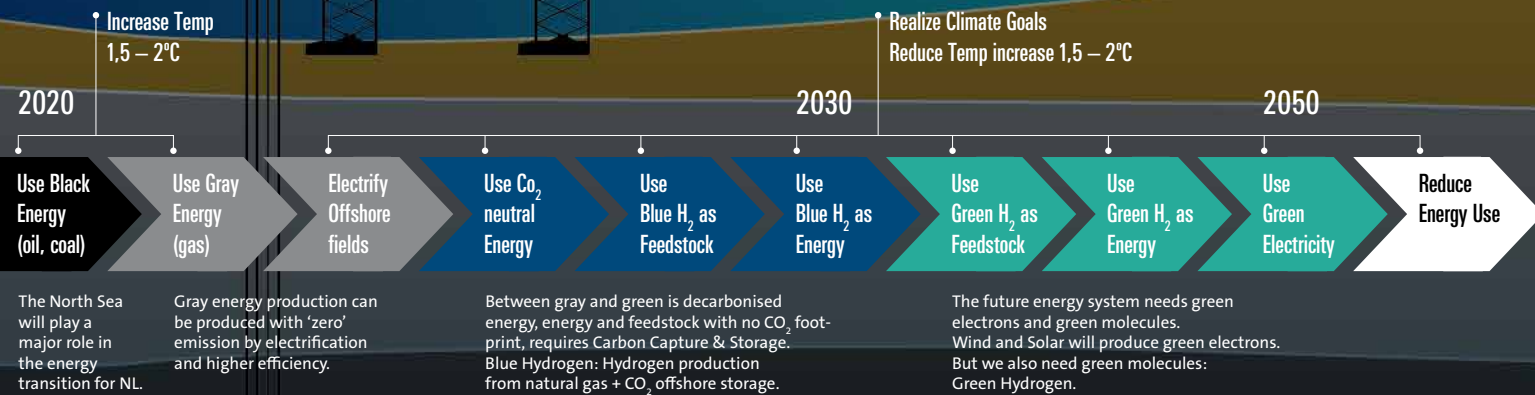 Increase Temp
1,5 – 2ºC
Realize Climate Goals
Reduce Temp increase 1,5 – 2ºC
2020
2030
2050
Use Black
Energy
(oil, coal)
Use Gray
Energy
(gas)
Electrify
Offshore
fields
Use Co₂
neutral
Energy
Use
Blue H₂ as
Feedstock
Use
Blue H₂ as
Energy
Use
Green H₂ as
Feedstock
Use
Green H₂ as
Energy
Use
Green
Electricity
Reduce
Energy Use
The North Sea
will play a
major role in
the energy
transition for NL.
Gray energy production can
be produced with ‘zero’
emission by electrification
and higher efficiency.
Between gray and green is decarbonised
energy, energy and feedstock with no CO₂ foot-
print, requires Carbon Capture & Storage.
Blue Hydrogen: Hydrogen production
from natural gas + CO₂ offshore storage.
The future energy system needs green
electrons and green molecules.
Wind and Solar will produce green electrons.
But we also need green molecules:
Green Hydrogen.